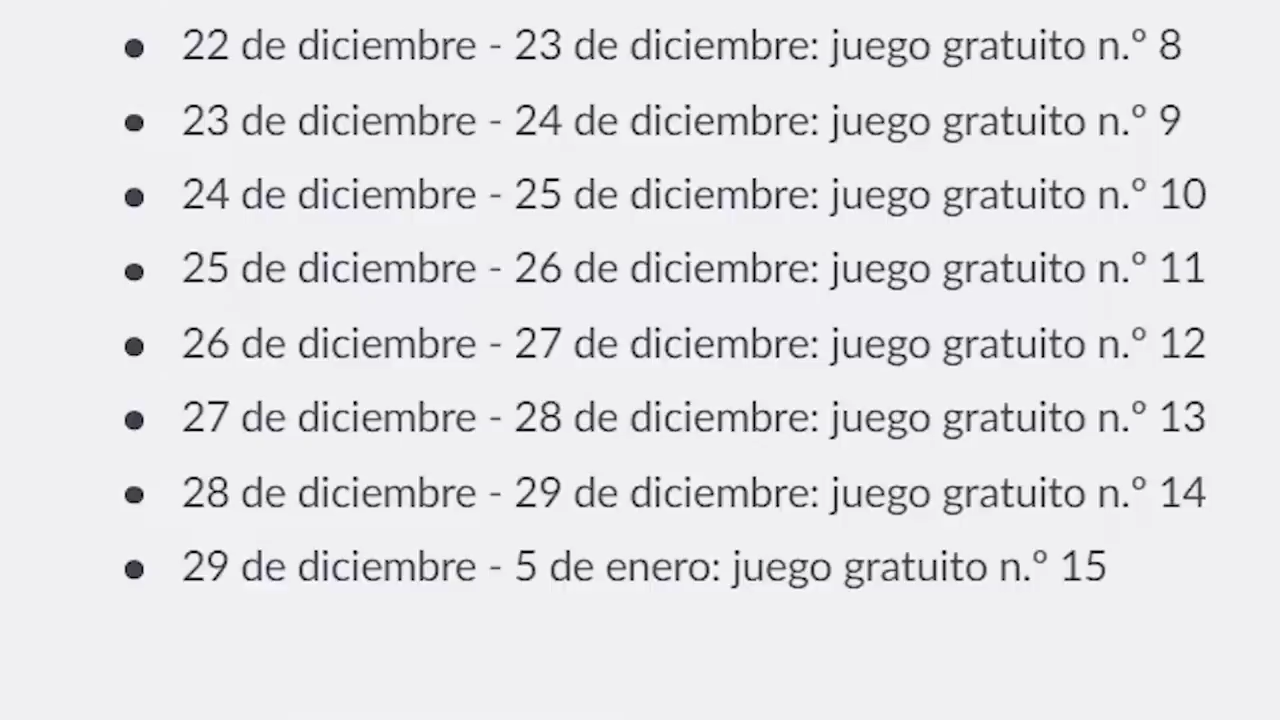 • 22 de diciembre - 23 de diciembre: juego gratuito n.º 8
• 23 de diciembre - 24 de diciembre: juego gratuito n.º 9
• 24 de diciembre - 25 de diciembre: juego gratuito n.º 10
• 25 de diciembre - 26 de diciembre: juego gratuito n.º 11
• 26 de diciembre - 27 de diciembre: juego gratuito n.º 12
• 27 de diciembre - 28 de diciembre: juego gratuito n.º 13
• 28 de diciembre - 29 de diciembre: juego gratuito n.º 14
• 29 de diciembre - 5 de enero: juego gratuito n.º 15